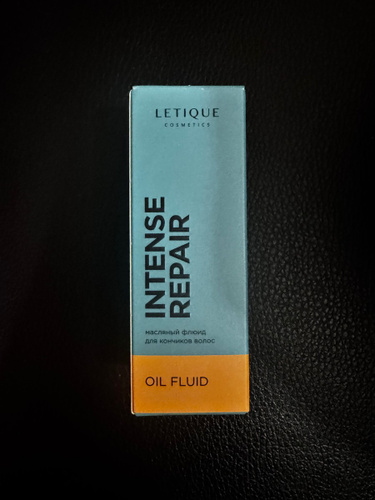 LETIQUE
COSMETICS
INTENSE
REPAIR
масляный флюид
для кончиков волос
OIL FLUID